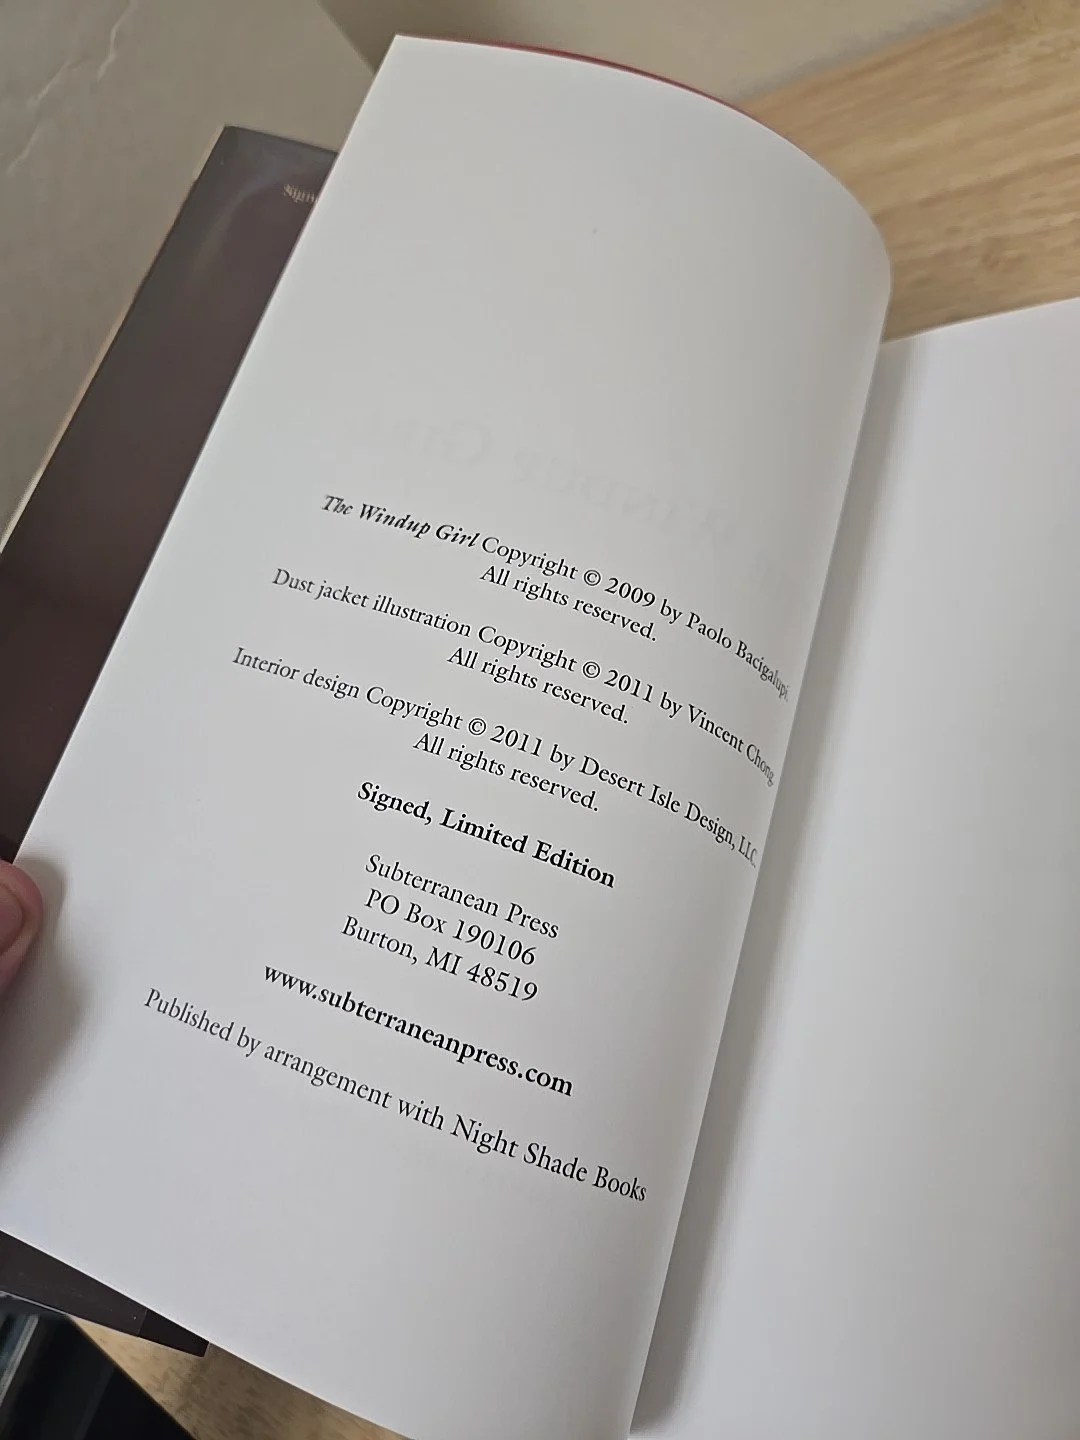 The Windup Girl Copyright © 2009 by Paolo Bacigalupi.
All rights reserved.
Dust jacket illustration Copyright © 2011 by Vincent Chong.
All rights reserved.
Interior design Copyright © 2011 by Desert Isle Design, LLC.
All rights reserved.
Signed, Limited Edition
Subterranean Press
PO Box 190106
Burton, MI 48519
www.subterraneanpress.com
Published by arrangement with Night Shade Books